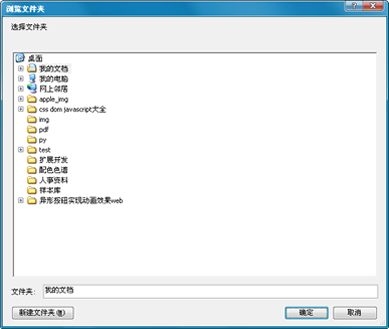 浏览文件夹
选择文件夹
桌面
我的文档
我的电脑
网上邻居
apple_img
css dom javascript大全
img
pdf
py
test
扩展开发
配色色谱
人事资料
样本库
异形按钮实现动画效果web
文件夹: 我的文档
新建文件夹(M) 确定 取消